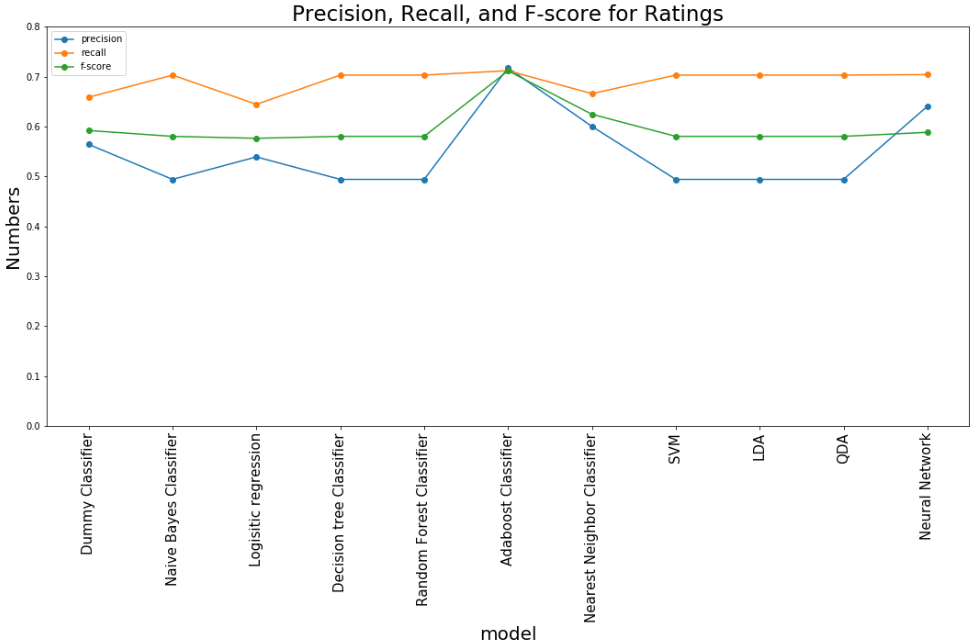 Precision, Recall, and F-score for Ratings
precision
recall
f-score
0.8
0.7
0.6
0.5
0.4
0.3
0.2
0.1
0.0
Numbers
Dummy Classifier
Naive Bayes Classifier
Logisitic regression
Decision tree Classifier
Random Forest Classifier
Adaboost Classifier
Nearest Neighbor Classifier
SVM
LDA
QDA
Neural Network
model